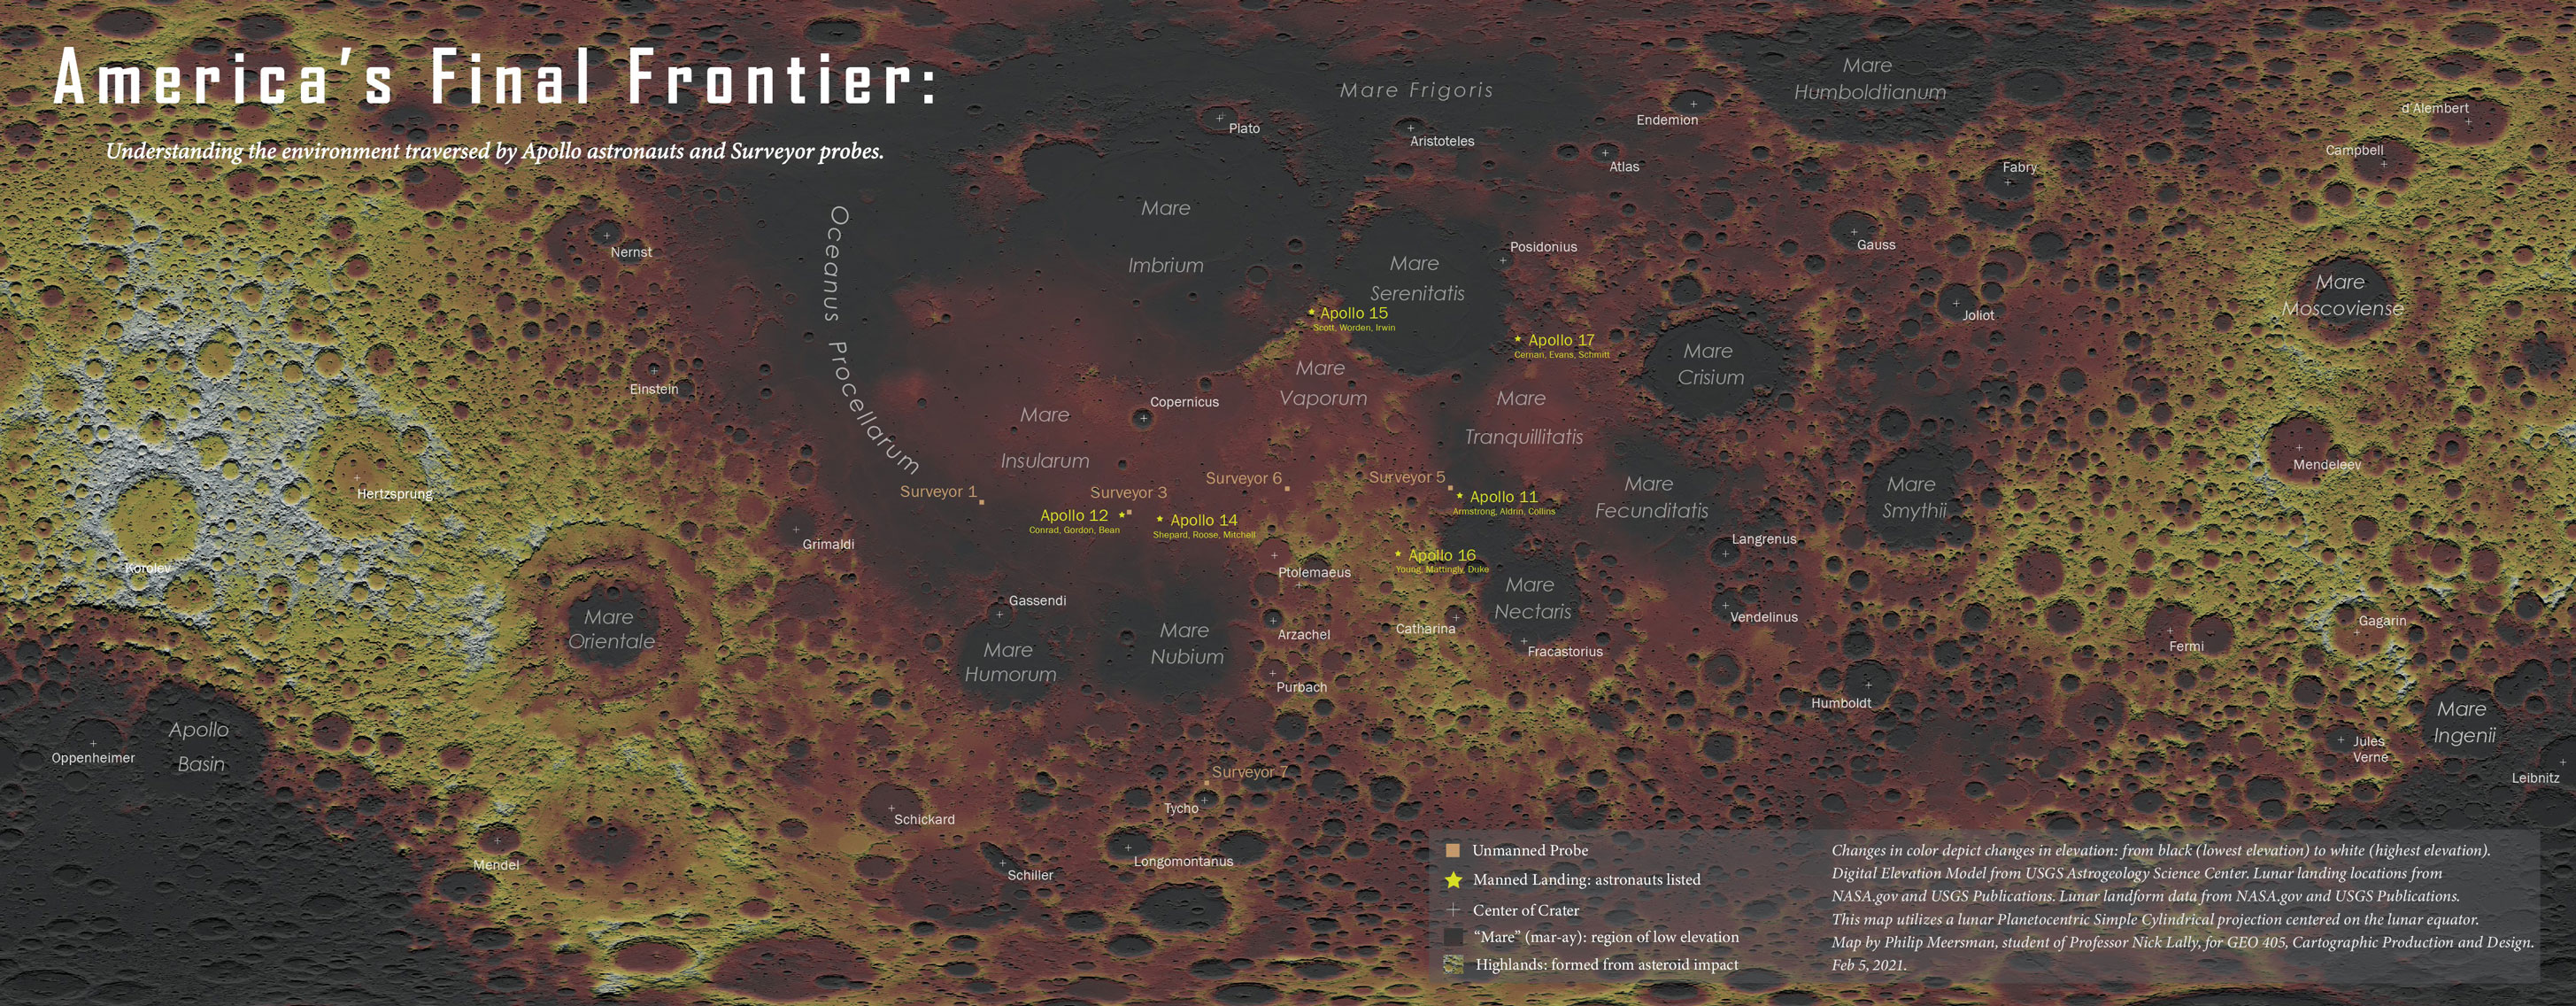 America's Final Frontier:
Understanding the environment traversed by Apollo astronauts and Surveyor probes.
Mare Frigoris
Mare
Humboldtianum
Plato
Aristoteles
Endemion
Atlas
d'Alembert
Campbell
Fabry
Oceanus Procellarum
Mare
Imbrium
Nernst
Mare
Serenitatis
Posidonius
Gauss
Mare
Moscoviense
Joliot
Apollo 15
Scott, Worden, Irwin
Apollo 17
Cernan, Evans, Schmitt
Mare
Crisium
Einstein
Mare
Vaporum
Copernicus
Mare
Insularum
Mare
Tranquillitatis
Mendeleev
Hertzsprung
Surveyor 1
Surveyor 3
Surveyor 6
Surveyor 5
Mare
Fecunditatis
Mare
Smythii
Apollo 12
Conrad, Gordon, Bean
Apollo 14
Shepard, Roose, Mitchell
Apollo 11
Armstrong, Aldrin, Collins
Grimaldi
Langrenus
Korolev
Ptolemaeus
Apollo 16
Young, Mattingly, Duke
Mare
Nectaris
Gassendi
Mare
Orientale
Mare
Humorum
Mare
Nubium
Arzachel
Catharina
Fracastorius
Vendelinus
Fermi
Gagarin
Purbach
Humboldt
Mare
Ingenii
Apollo
Basin
Oppenheimer
Jules
Verne
Leibnitz
Surveyor 7
Tycho
Schickard
Mendel
Longomontanus
Schiller
Unmanned Probe
Manned Landing: astronauts listed
Center of Crater
“Mare” (mar-ay): region of low elevation
Highlands: formed from asteroid impact
Changes in color depict changes in elevation: from black (lowest elevation) to white (highest elevation).
Digital Elevation Model from USGS Astrogeology Science Center. Lunar landing locations from
NASA.gov and USGS Publications. Lunar landform data from NASA.gov and USGS Publications.
This map utilizes a lunar Planetocentric Simple Cylindrical projection centered on the lunar equator.
Map by Philip Meersman, student of Professor Nick Lally, for GEO 405, Cartographic Production and Design.
Feb 5, 2021.